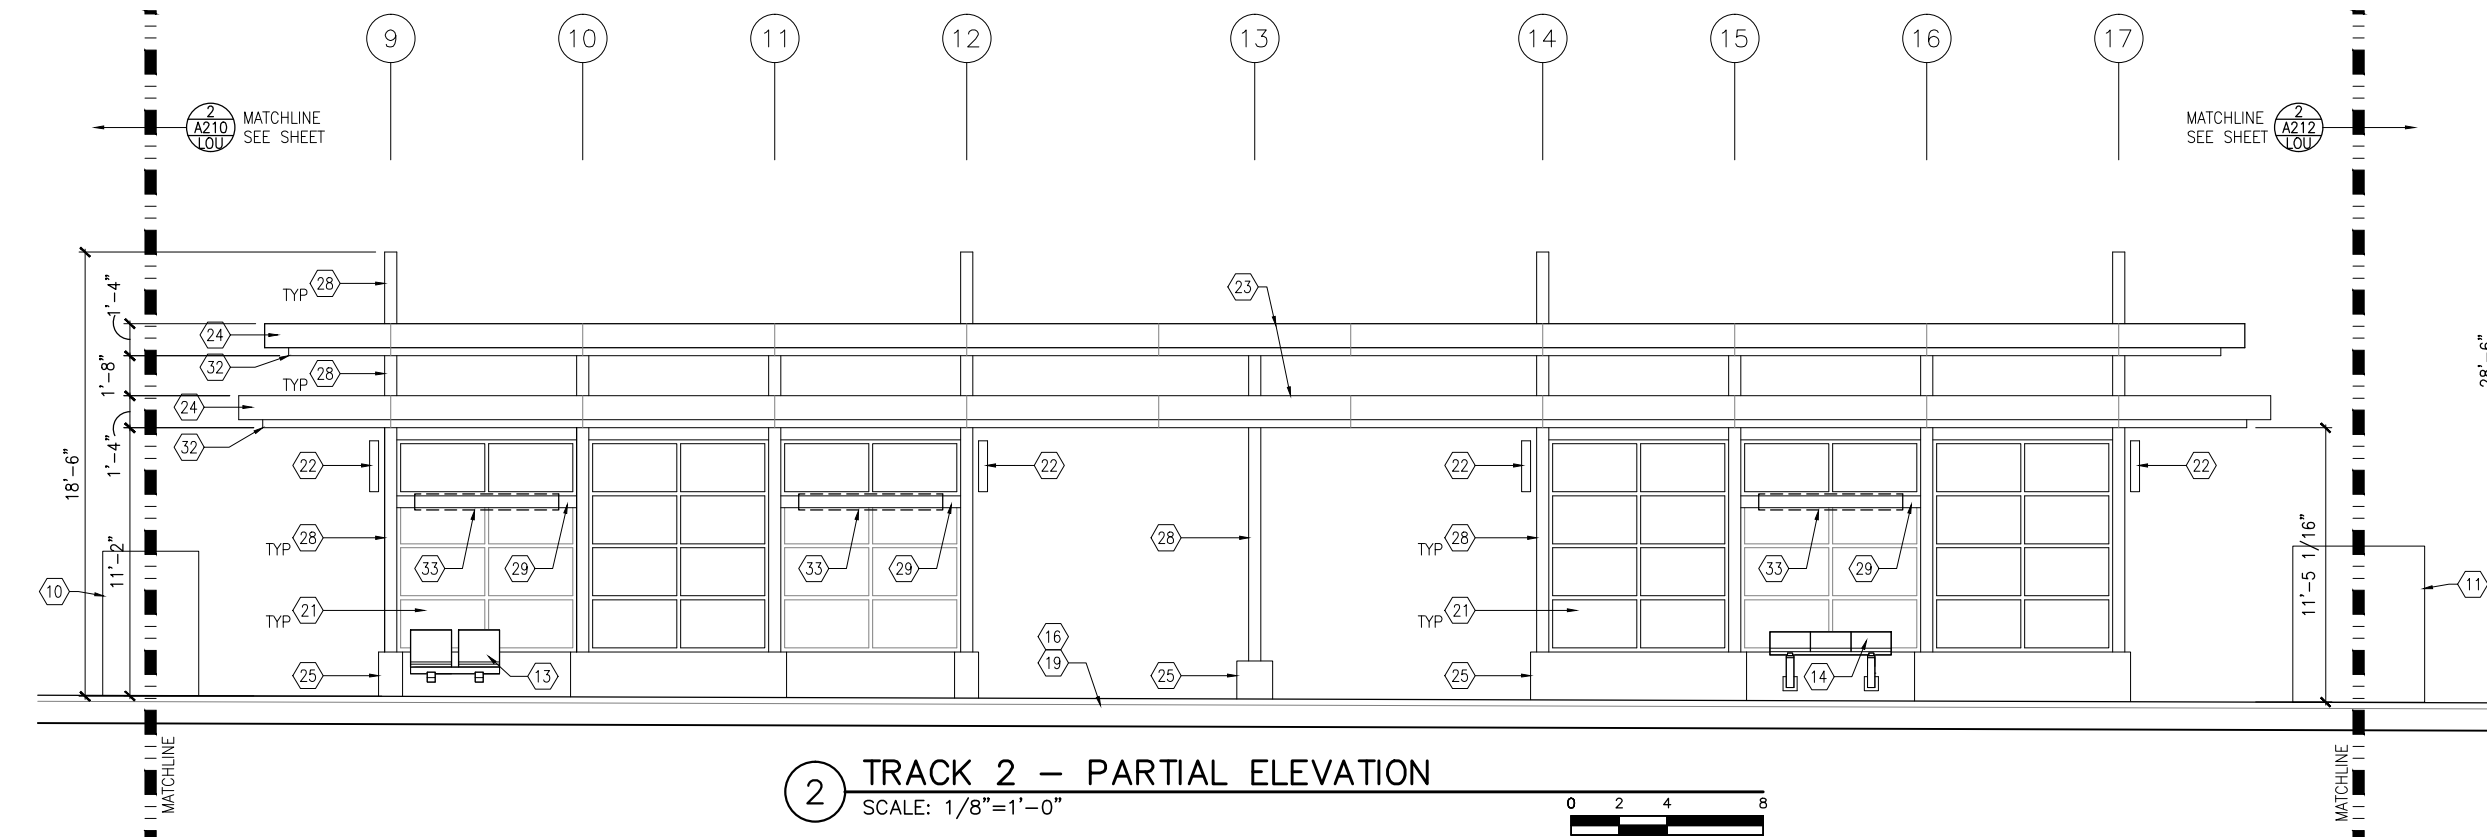 9 10 11 12 13 14 15 16 17
2
A210
LOU
MATCHLINE
SEE SHEET
MATCHLINE
SEE SHEET
2
A212
LOU
18'-6"
1'-4"
1'-8"
1'-4"
11'-2"
TYP 28
23
24
32
TYP 28
24
32
22
22
22
22
TYP 28
33
29
33
29
28
TYP 28
33
29
10
TYP 21
16
19
TYP 21
11
25
13
25
25
14
11'-5 1/16"
28'-6"
MATCHLINE
MATCHLINE
2
TRACK 2 - PARTIAL ELEVATION
SCALE: 1/8"=1'-0"
0 2 4 8